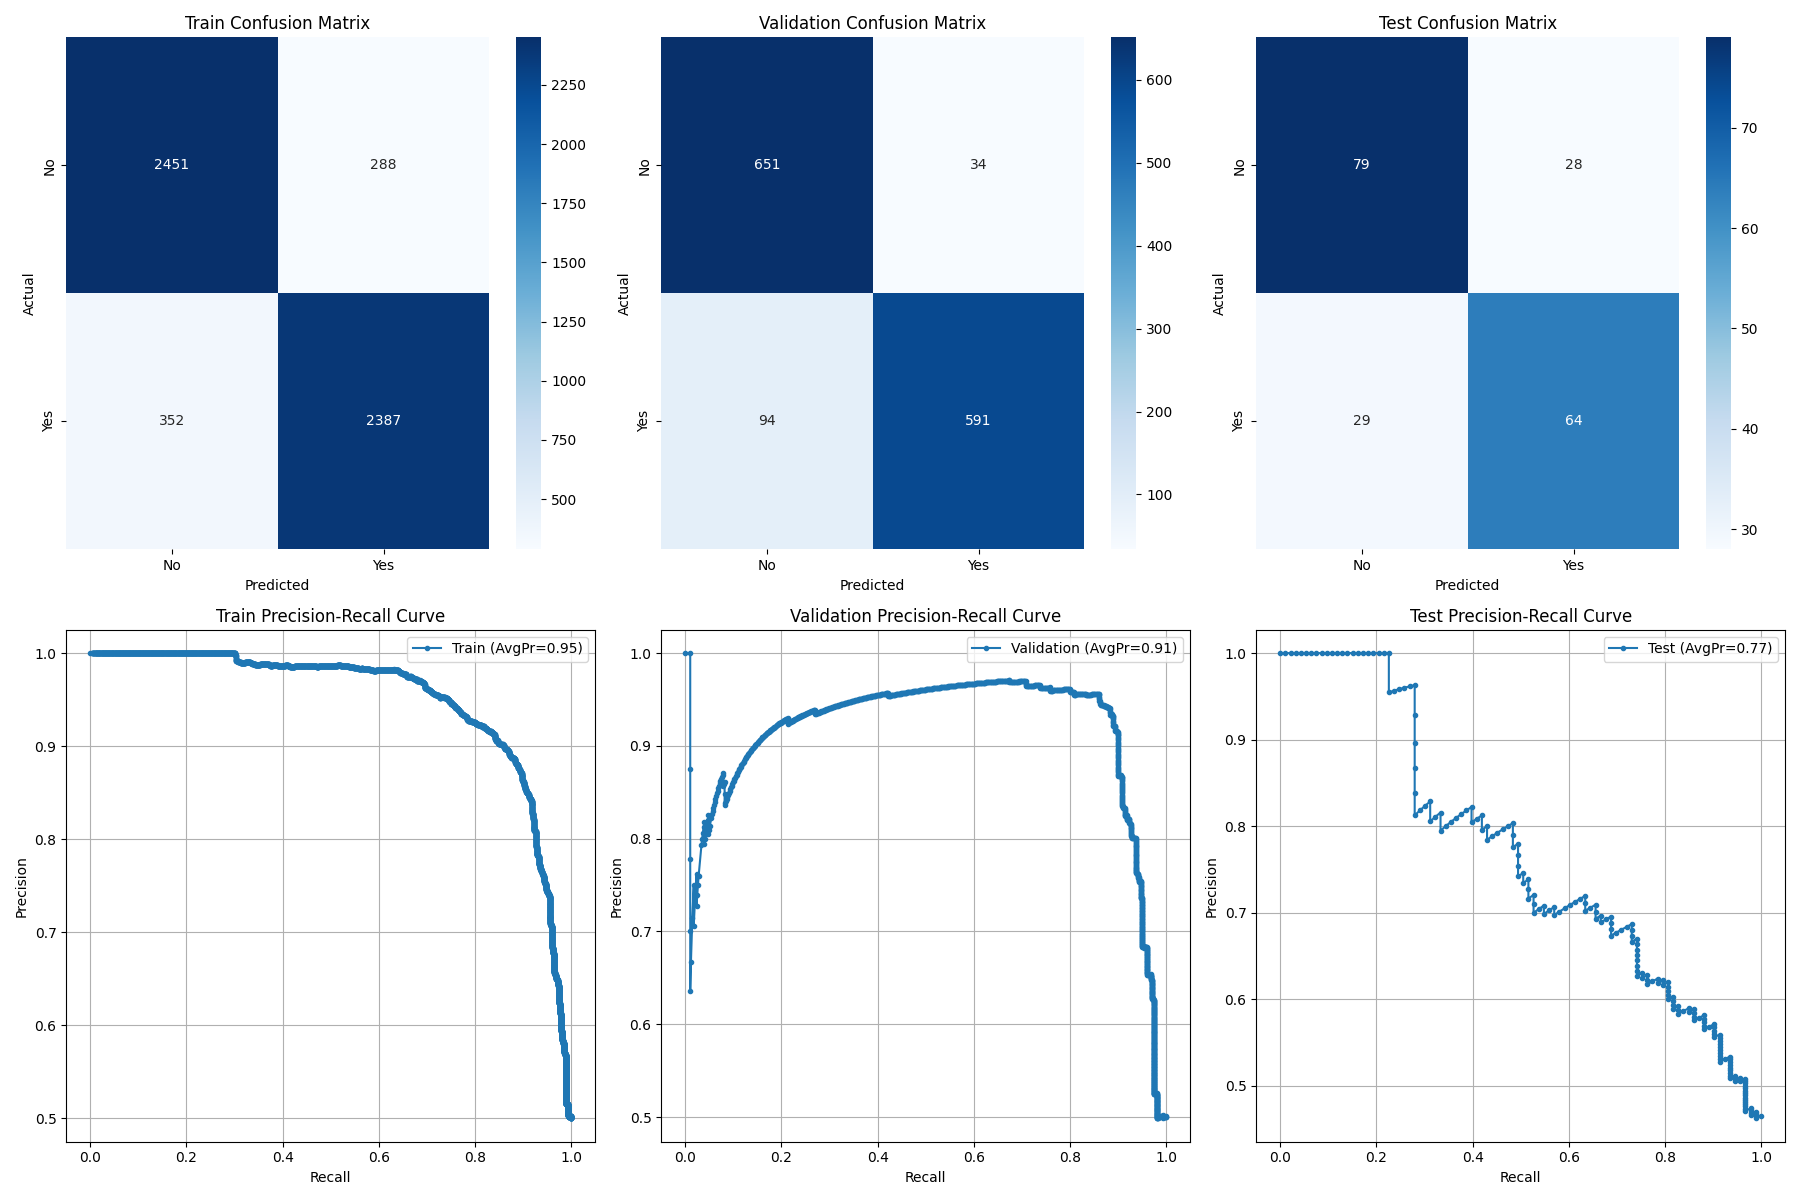 Train Confusion Matrix
2451 288
352 2387
No
Yes
Actual
No Yes
Predicted
2250
2000
1750
1500
1250
1000
750
500
Validation Confusion Matrix
651 34
94 591
No
Yes
Actual
No Yes
Predicted
600
500
400
300
200
100
Test Confusion Matrix
79 28
29 64
No
Yes
Actual
No Yes
Predicted
70
60
50
40
30
Train Precision-Recall Curve
Train (AvgPr=0.95)
1.0
0.9
0.8
0.7
0.6
0.5
Precision
0.0 0.2 0.4 0.6 0.8 1.0
Recall
Validation Precision-Recall Curve
Validation (AvgPr=0.91)
1.0
0.9
0.8
0.7
0.6
0.5
Precision
0.0 0.2 0.4 0.6 0.8 1.0
Recall
Test Precision-Recall Curve
Test (AvgPr=0.77)
1.0
0.9
0.8
0.7
0.6
0.5
Precision
0.0 0.2 0.4 0.6 0.8 1.0
Recall